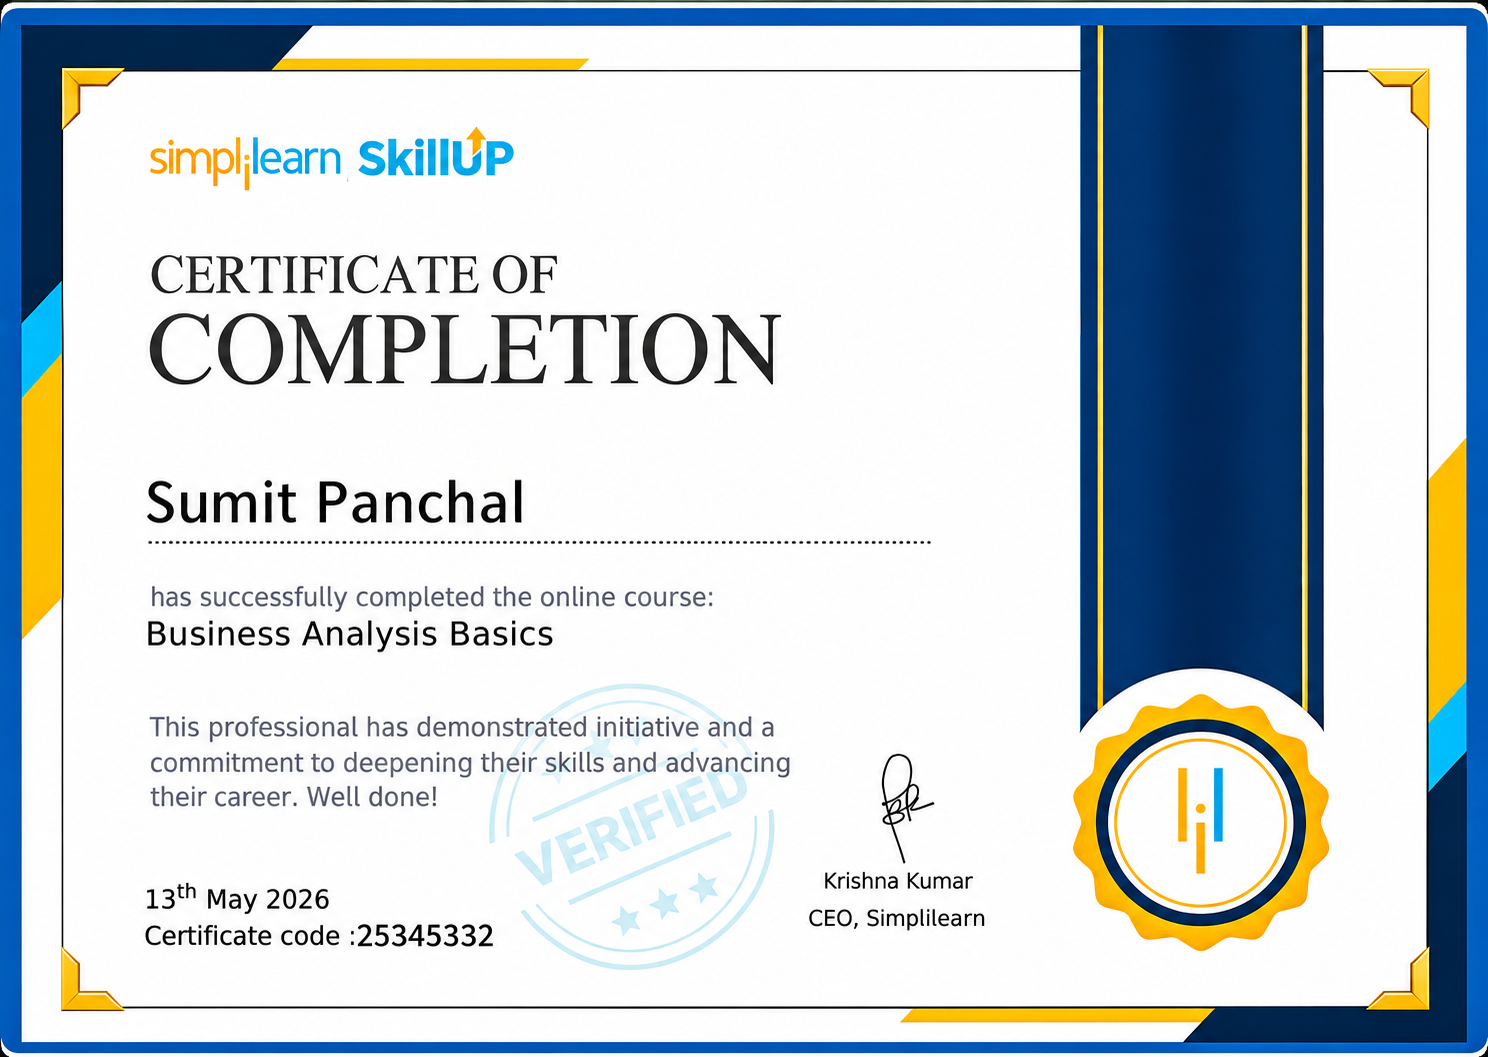 simplilearn SkillUP
CERTIFICATE OF
COMPLETION
Sumit Panchal
has successfully completed the online course:
Business Analysis Basics
This professional has demonstrated initiative and a
commitment to deepening their skills and advancing
their career. Well done!
VERIFIED
13th May 2026
Certificate code :25345332
Krishna Kumar
CEO, Simplilearn